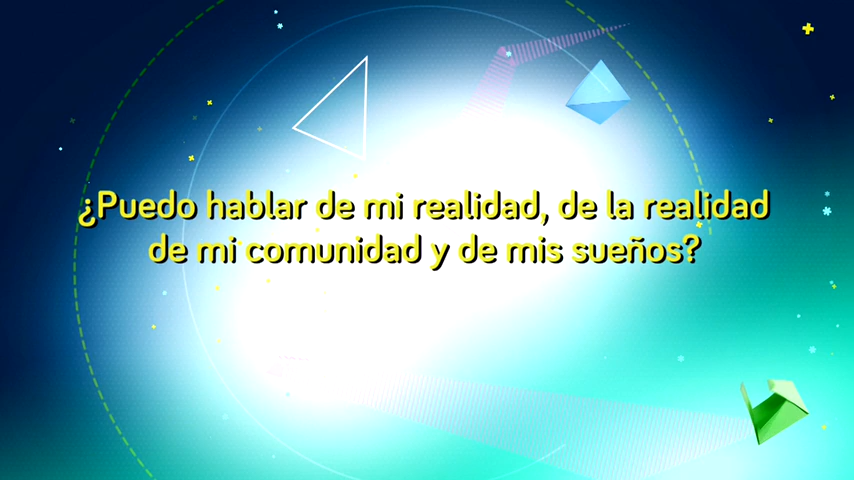 ¿Puedo hablar de mi realidad, de la realidad
de mi comunidad y de mis sueños?